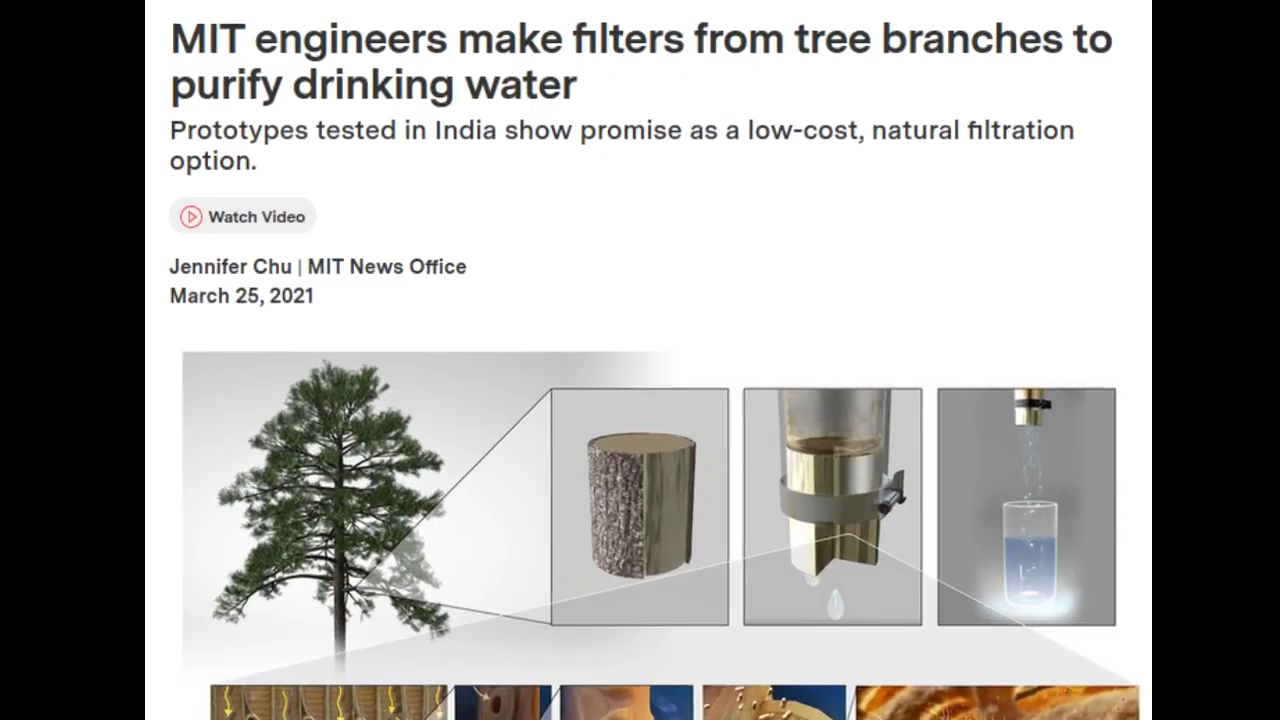 MIT engineers make filters from tree branches to
purify drinking water
Prototypes tested in India show promise as a low-cost, natural filtration
option.
Watch Video
Jennifer Chu | MIT News Office
March 25, 2021